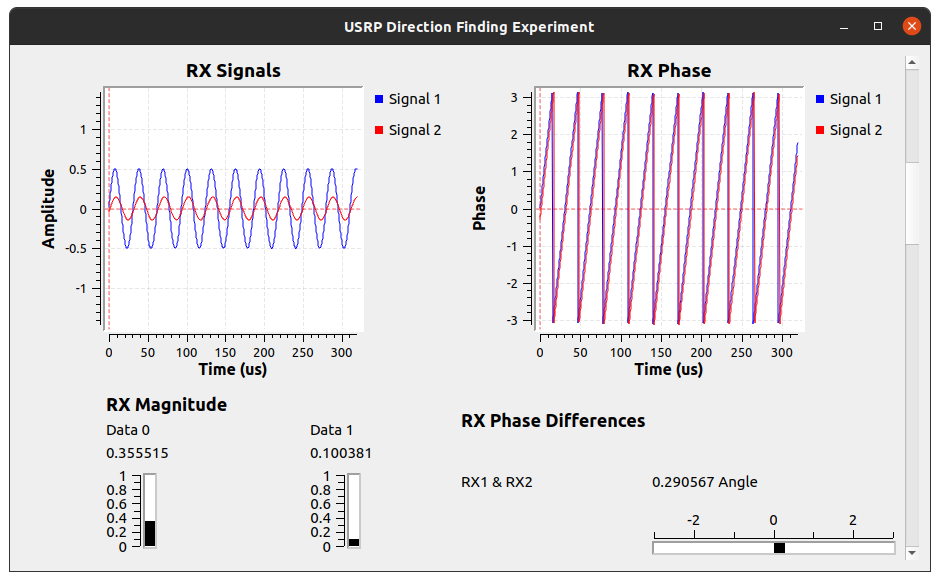 USRP Direction Finding Experiment
RX Signals
Amplitude
1
0.5
0
-0.5
-1
0 50 100 150 200 250 300
Time (us)
Signal 1
Signal 2
RX Phase
Phase
3
2
1
0
-1
-2
-3
0 50 100 150 200 250 300
Time (us)
Signal 1
Signal 2
RX Magnitude
Data 0
0.355515
1
0.8
0.6
0.4
0.2
0
Data 1
0.100381
1
0.8
0.6
0.4
0.2
0
RX Phase Differences
RX1 & RX2 0.290567 Angle
-2 0 2